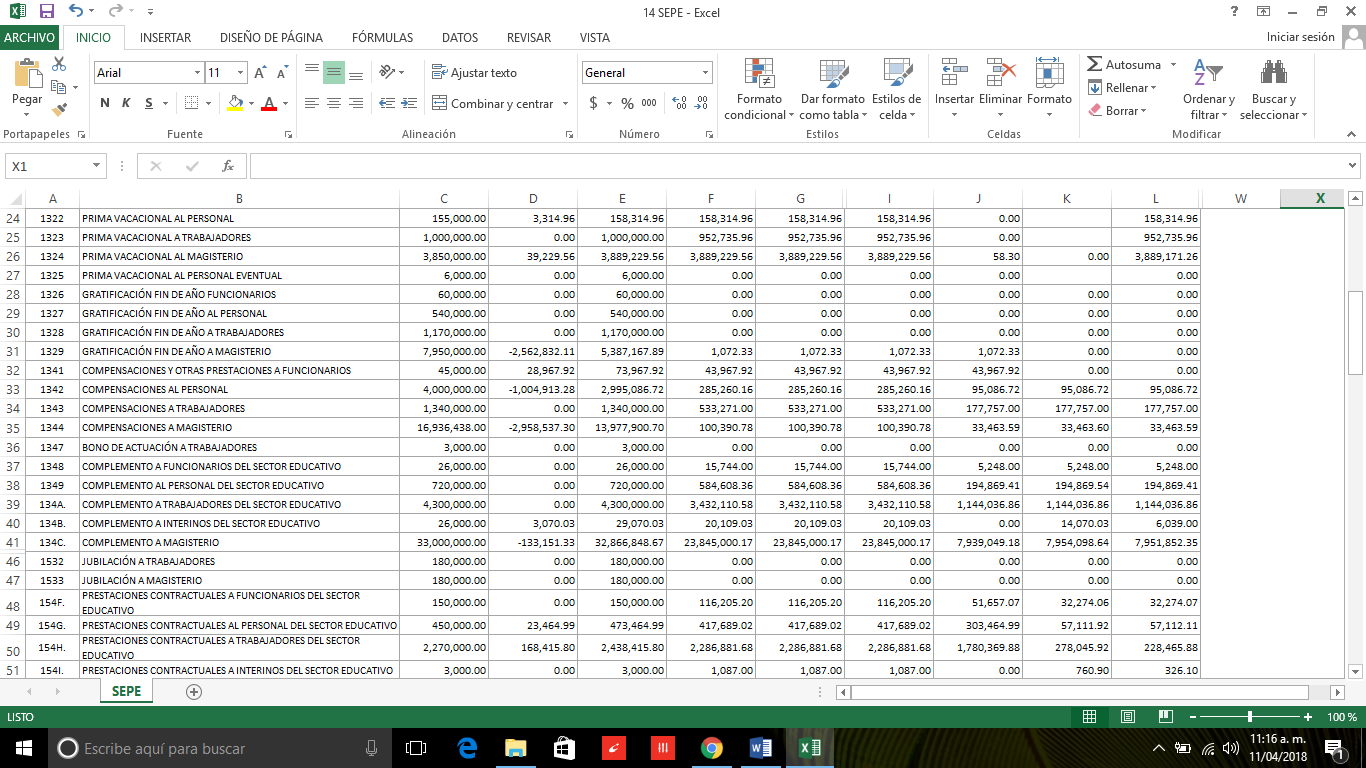 14 SEPE - Excel
ARCHIVO INICIO INSERTAR DISEÑO DE PÁGINA FÓRMULAS DATOS REVISAR VISTA Iniciar sesión
Arial 11 Ajustar texto General Autosuma
Pegar Rellenar
N K S Combinar y centrar $ % 000 Formato condicional Dar formato como tabla Estilos de celda Insertar Eliminar Formato Borrar Ordenar y filtrar Buscar y seleccionar
Portapapeles Fuente Alineación Número Estilos Celdas Modificar
X1 fx
A B C D E F G I J K L W X
24 1322 PRIMA VACACIONAL AL PERSONAL 155,000.00 3,314.96 158,314.96 158,314.96 158,314.96 158,314.96 0.00 158,314.96
25 1323 PRIMA VACACIONAL A TRABAJADORES 1,000,000.00 0.00 1,000,000.00 952,735.96 952,735.96 952,735.96 0.00 952,735.96
26 1324 PRIMA VACACIONAL AL MAGISTERIO 3,850,000.00 39,229.56 3,889,229.56 3,889,229.56 3,889,229.56 3,889,229.56 58.30 0.00 3,889,171.26
27 1325 PRIMA VACACIONAL AL PERSONAL EVENTUAL 6,000.00 0.00 6,000.00 0.00 0.00 0.00 0.00 0.00
28 1326 GRATIFICACIÓN FIN DE AÑO FUNCIONARIOS 60,000.00 0.00 60,000.00 0.00 0.00 0.00 0.00 0.00 0.00
29 1327 GRATIFICACIÓN FIN DE AÑO AL PERSONAL 540,000.00 0.00 540,000.00 0.00 0.00 0.00 0.00 0.00 0.00
30 1328 GRATIFICACIÓN FIN DE AÑO A TRABAJADORES 1,170,000.00 0.00 1,170,000.00 0.00 0.00 0.00 0.00 0.00 0.00
31 1329 GRATIFICACIÓN FIN DE AÑO A MAGISTERIO 7,950,000.00 -2,562,832.11 5,387,167.89 1,072.33 1,072.33 1,072.33 1,072.33 0.00 0.00
32 1341 COMPENSACIONES Y OTRAS PRESTACIONES A FUNCIONARIOS 45,000.00 28,967.92 73,967.92 43,967.92 43,967.92 43,967.92 43,967.92 0.00 0.00
33 1342 COMPENSACIONES AL PERSONAL 4,000,000.00 -1,004,913.28 2,995,086.72 285,260.16 285,260.16 285,260.16 95,086.72 95,086.72 95,086.72
34 1343 COMPENSACIONES A TRABAJADORES 1,340,000.00 0.00 1,340,000.00 533,271.00 533,271.00 533,271.00 177,757.00 177,757.00 177,757.00
35 1344 COMPENSACIONES A MAGISTERIO 16,936,438.00 -2,958,537.30 13,977,900.70 100,390.78 100,390.78 100,390.78 33,463.59 33,463.60 33,463.59
36 1347 BONO DE ACTUACIÓN A TRABAJADORES 3,000.00 0.00 3,000.00 0.00 0.00 0.00 0.00 0.00 0.00
37 1348 COMPLEMENTO A FUNCIONARIOS DEL SECTOR EDUCATIVO 26,000.00 0.00 26,000.00 15,744.00 15,744.00 15,744.00 5,248.00 5,248.00 5,248.00
38 1349 COMPLEMENTO AL PERSONAL DEL SECTOR EDUCATIVO 720,000.00 0.00 720,000.00 584,608.36 584,608.36 584,608.36 194,869.41 194,869.54 194,869.41
39 134A. COMPLEMENTO A TRABAJADORES DEL SECTOR EDUCATIVO 4,300,000.00 0.00 4,300,000.00 3,432,110.58 3,432,110.58 3,432,110.58 1,144,036.86 1,144,036.86 1,144,036.86
40 134B. COMPLEMENTO A INTERINOS DEL SECTOR EDUCATIVO 26,000.00 3,070.03 29,070.03 20,109.03 20,109.03 20,109.03 0.00 14,070.03 6,039.00
41 134C. COMPLEMENTO A MAGISTERIO 33,000,000.00 -133,151.33 32,866,848.67 23,845,000.17 23,845,000.17 23,845,000.17 7,939,049.18 7,954,098.64 7,951,852.35
46 1532 JUBILACIÓN A TRABAJADORES 180,000.00 0.00 180,000.00 0.00 0.00 0.00 0.00 0.00 0.00
47 1533 JUBILACIÓN A MAGISTERIO 180,000.00 0.00 180,000.00 0.00 0.00 0.00 0.00 0.00 0.00
48 154F. PRESTACIONES CONTRACTUALES A FUNCIONARIOS DEL SECTOR EDUCATIVO 150,000.00 0.00 150,000.00 116,205.20 116,205.20 116,205.20 51,657.07 32,274.06 32,274.07
49 154G. PRESTACIONES CONTRACTUALES AL PERSONAL DEL SECTOR EDUCATIVO 450,000.00 23,464.99 473,464.99 417,689.02 417,689.02 417,689.02 303,464.99 57,111.92 57,112.11
50 154H. PRESTACIONES CONTRACTUALES A TRABAJADORES DEL SECTOR EDUCATIVO 2,270,000.00 168,415.80 2,438,415.80 2,286,881.68 2,286,881.68 2,286,881.68 1,780,369.88 278,045.92 228,465.88
51 154I. PRESTACIONES CONTRACTUALES A INTERINOS DEL SECTOR EDUCATIVO 3,000.00 0.00 3,000.00 1,087.00 1,087.00 1,087.00 0.00 760.90 326.10
SEPE
LISTO 100 %
Escribe aquí para buscar 11:16 a. m.
11/04/2018